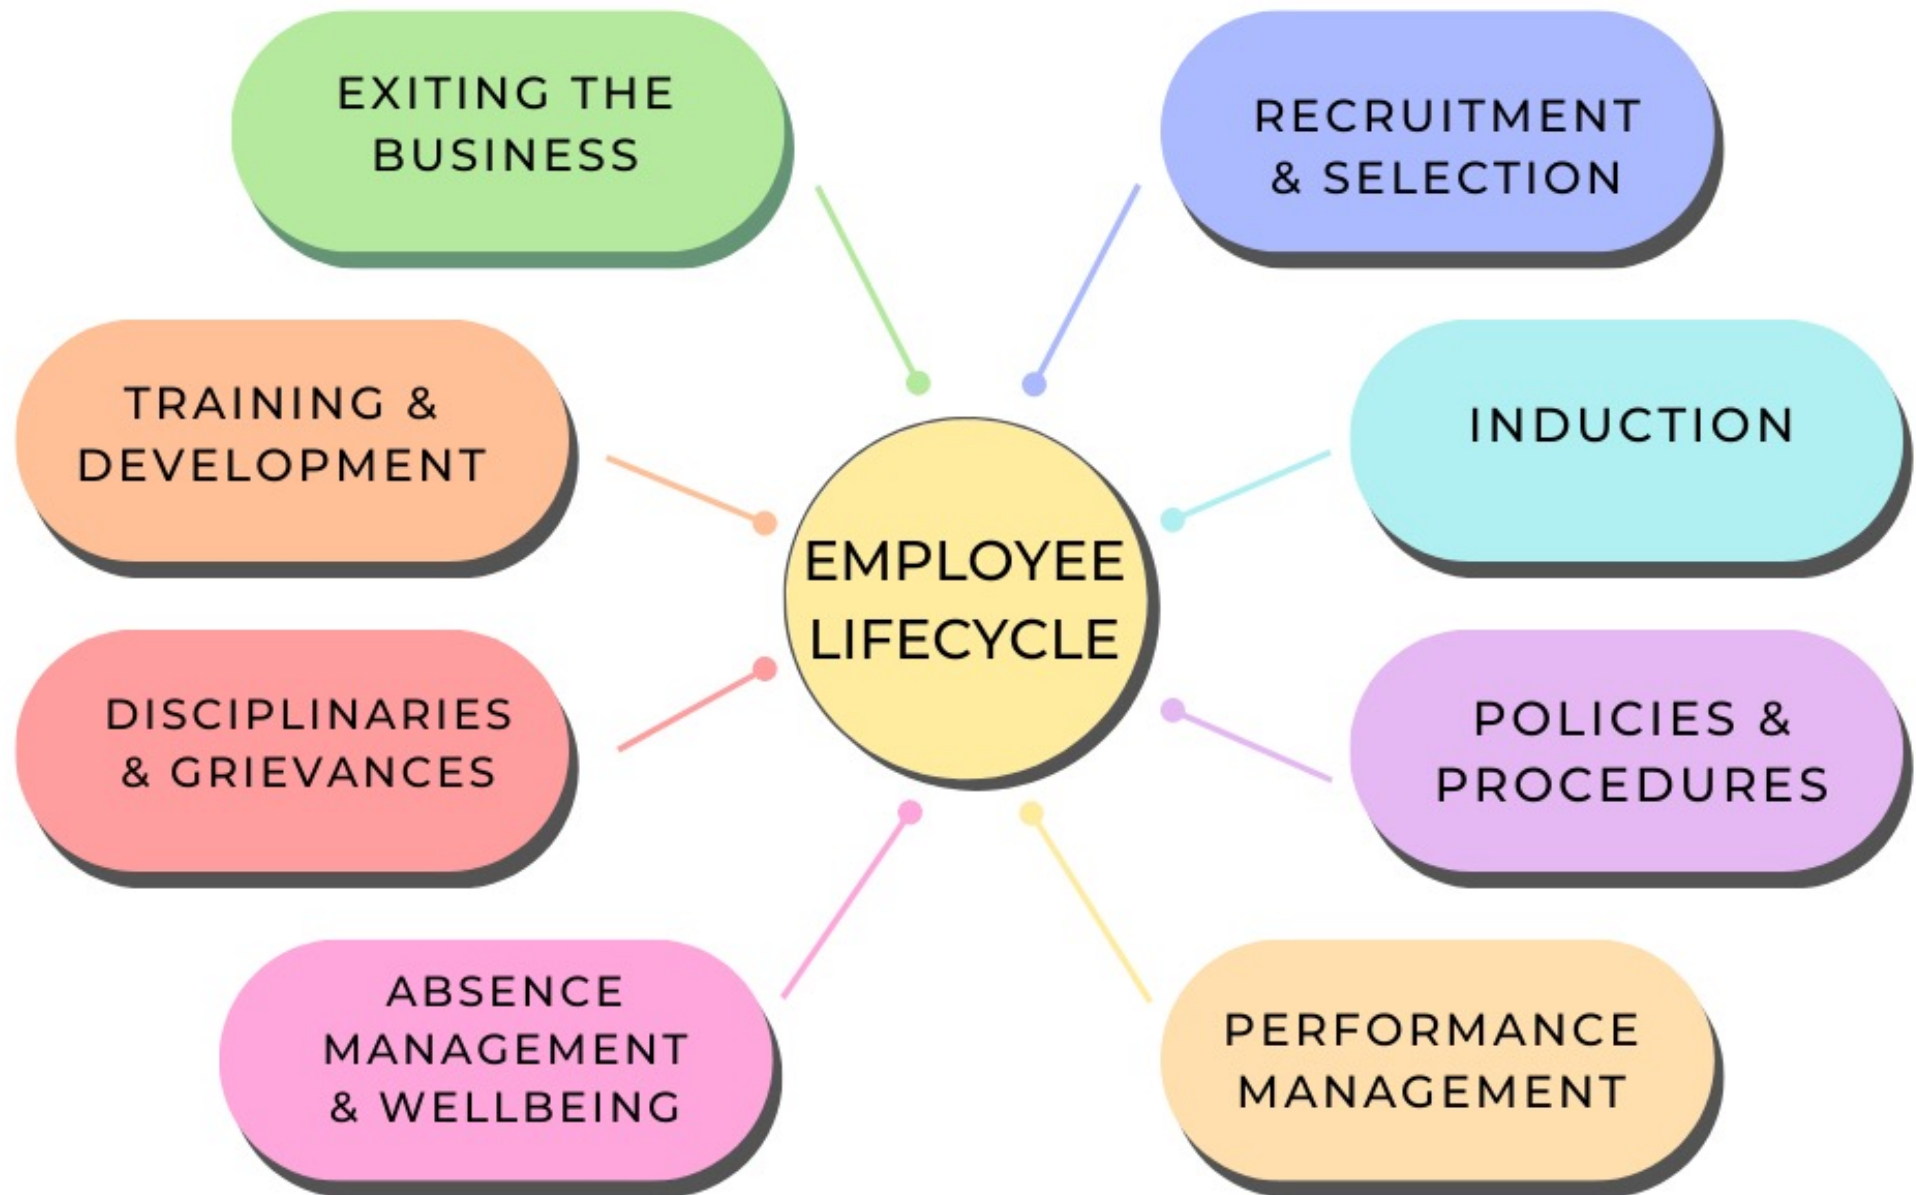 EXITING THE
BUSINESS
RECRUITMENT
& SELECTION
TRAINING &
DEVELOPMENT
INDUCTION
EMPLOYEE
LIFECYCLE
DISCIPLINARIES
& GRIEVANCES
POLICIES &
PROCEDURES
ABSENCE
MANAGEMENT
& WELLBEING
PERFORMANCE
MANAGEMENT